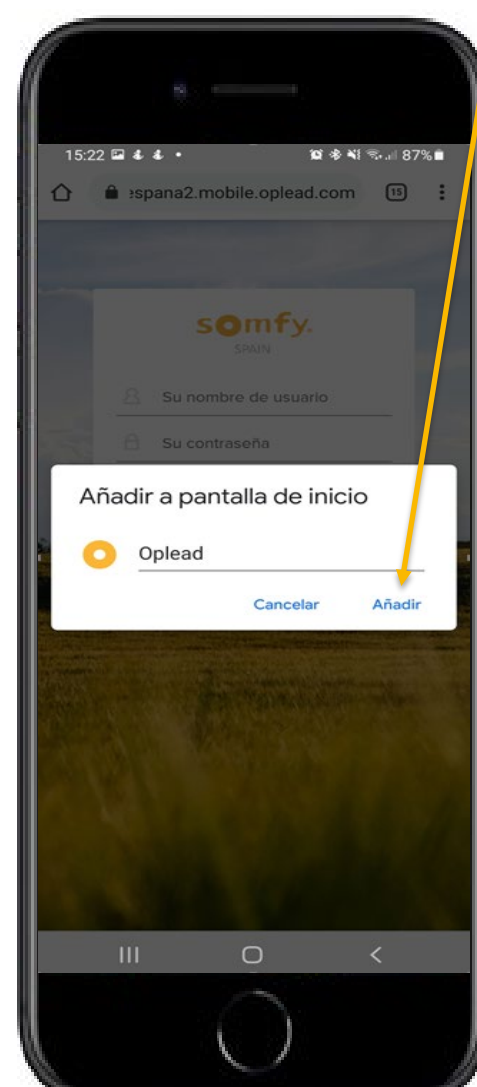 15:22 87%
espana2.mobile.oplead.com 15
somfy.
SPAIN
Su nombre de usuario
Su contraseña
Añadir a pantalla de inicio
Oplead
Cancelar Añadir